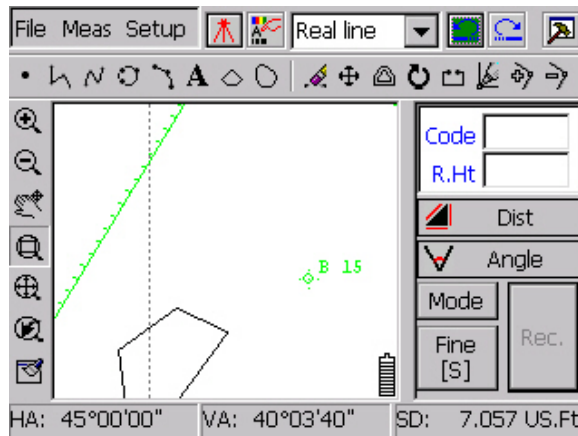 File Meas Setup Real line
A
Code
R.Ht
Dist
Angle
B 15
Mode
Fine
[S]
Rec.
HA: 45°00'00" VA: 40°03'40" SD: 7.057 US.Ft